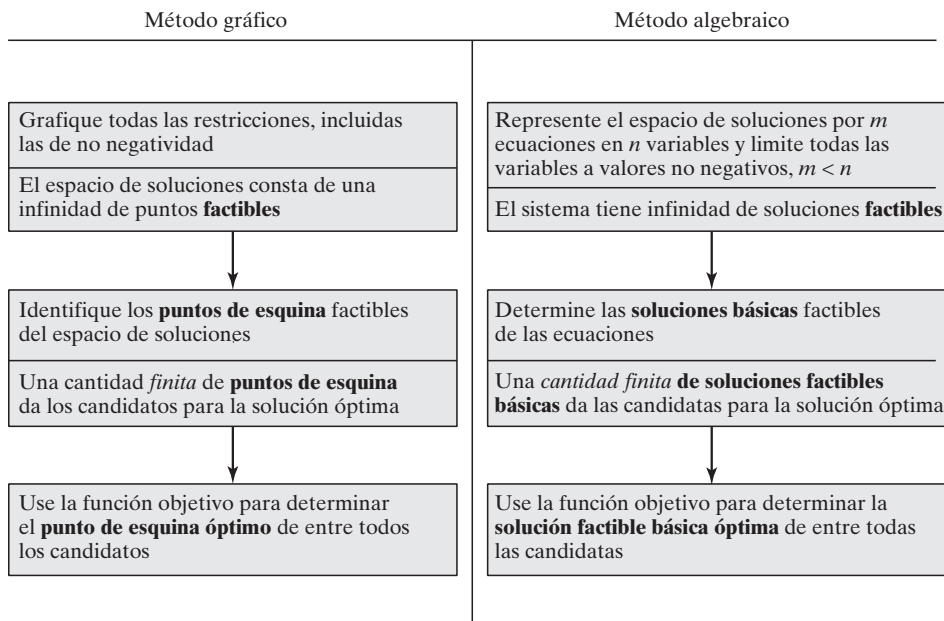 Método gráfico
Grafique todas las restricciones, incluidas
las de no negatividad
El espacio de soluciones consta de una
infinidad de puntos factibles
Identifique los puntos de esquina factibles
del espacio de soluciones
Una cantidad finita de puntos de esquina
da los candidatos para la solución óptima
Use la función objetivo para determinar
el punto de esquina óptimo de entre todos
los candidatos
Método algebraico
Represente el espacio de soluciones por m
ecuaciones en n variables y limite todas las
variables a valores no negativos, m < n
El sistema tiene infinidad de soluciones factibles
Determine las soluciones básicas factibles
de las ecuaciones
Una cantidad finita de soluciones factibles
básicas da las candidatas para la solución óptima
Use la función objetivo para determinar la
solución factible básica óptima de entre todas
las candidatas